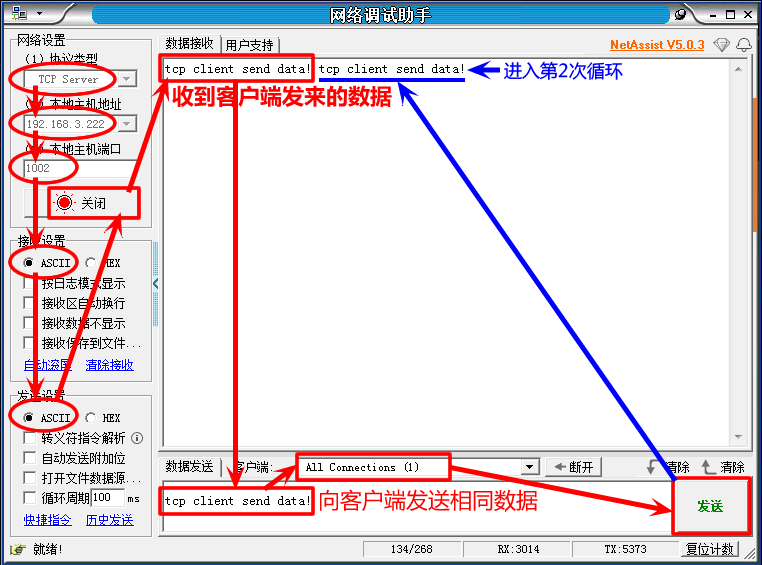 网络调试助手
网络设置
(1) 协议类型
TCP Server
本地主机地址
192.168.3.222
本地主机端口
1002
关闭
接收设置
ASCII HEX
按日志模式显示
接收区自动换行
接收数据不显示
接收保存到文件...
自动滚屏 清除接收
发送设置
ASCII HEX
转义符指令解析
自动发送附加位
打开文件数据源...
循环周期 100 ms
快捷指令 历史发送
数据接收 用户支持
NetAssist V5.0.3
tcp client send data! tcp client send data!
进入第2次循环
收到客户端发来的数据
数据发送 客户端: All Connections (1) 断开 清除 清除
tcp client send data!
向客户端发送相同数据
发送
就绪! 134/268 RX:3014 TX:5373 复位计数